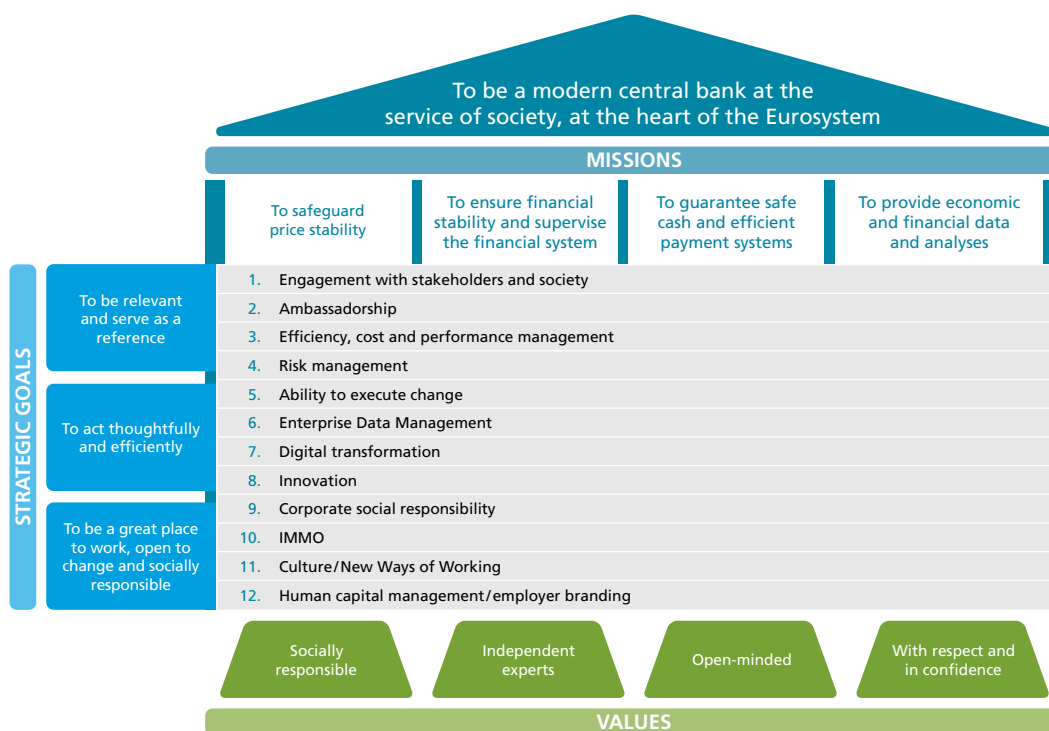 To be a modern central bank at the
service of society, at the heart of the Eurosystem
MISSIONS
To safeguard
price stability
To ensure financial
stability and supervise
the financial system
To guarantee safe
cash and efficient
payment systems
To provide economic
and financial data
and analyses
STRATEGIC GOALS
To be relevant
and serve as a
reference
To act thoughtfully
and efficiently
To be a great place
to work, open to
change and socially
responsible
1. Engagement with stakeholders and society
2. Ambassadorship
3. Efficiency, cost and performance management
4. Risk management
5. Ability to execute change
6. Enterprise Data Management
7. Digital transformation
8. Innovation
9. Corporate social responsibility
10. IMMO
11. Culture/New Ways of Working
12. Human capital management/employer branding
Socially
responsible
Independent
experts
Open-minded
With respect and
in confidence
VALUES